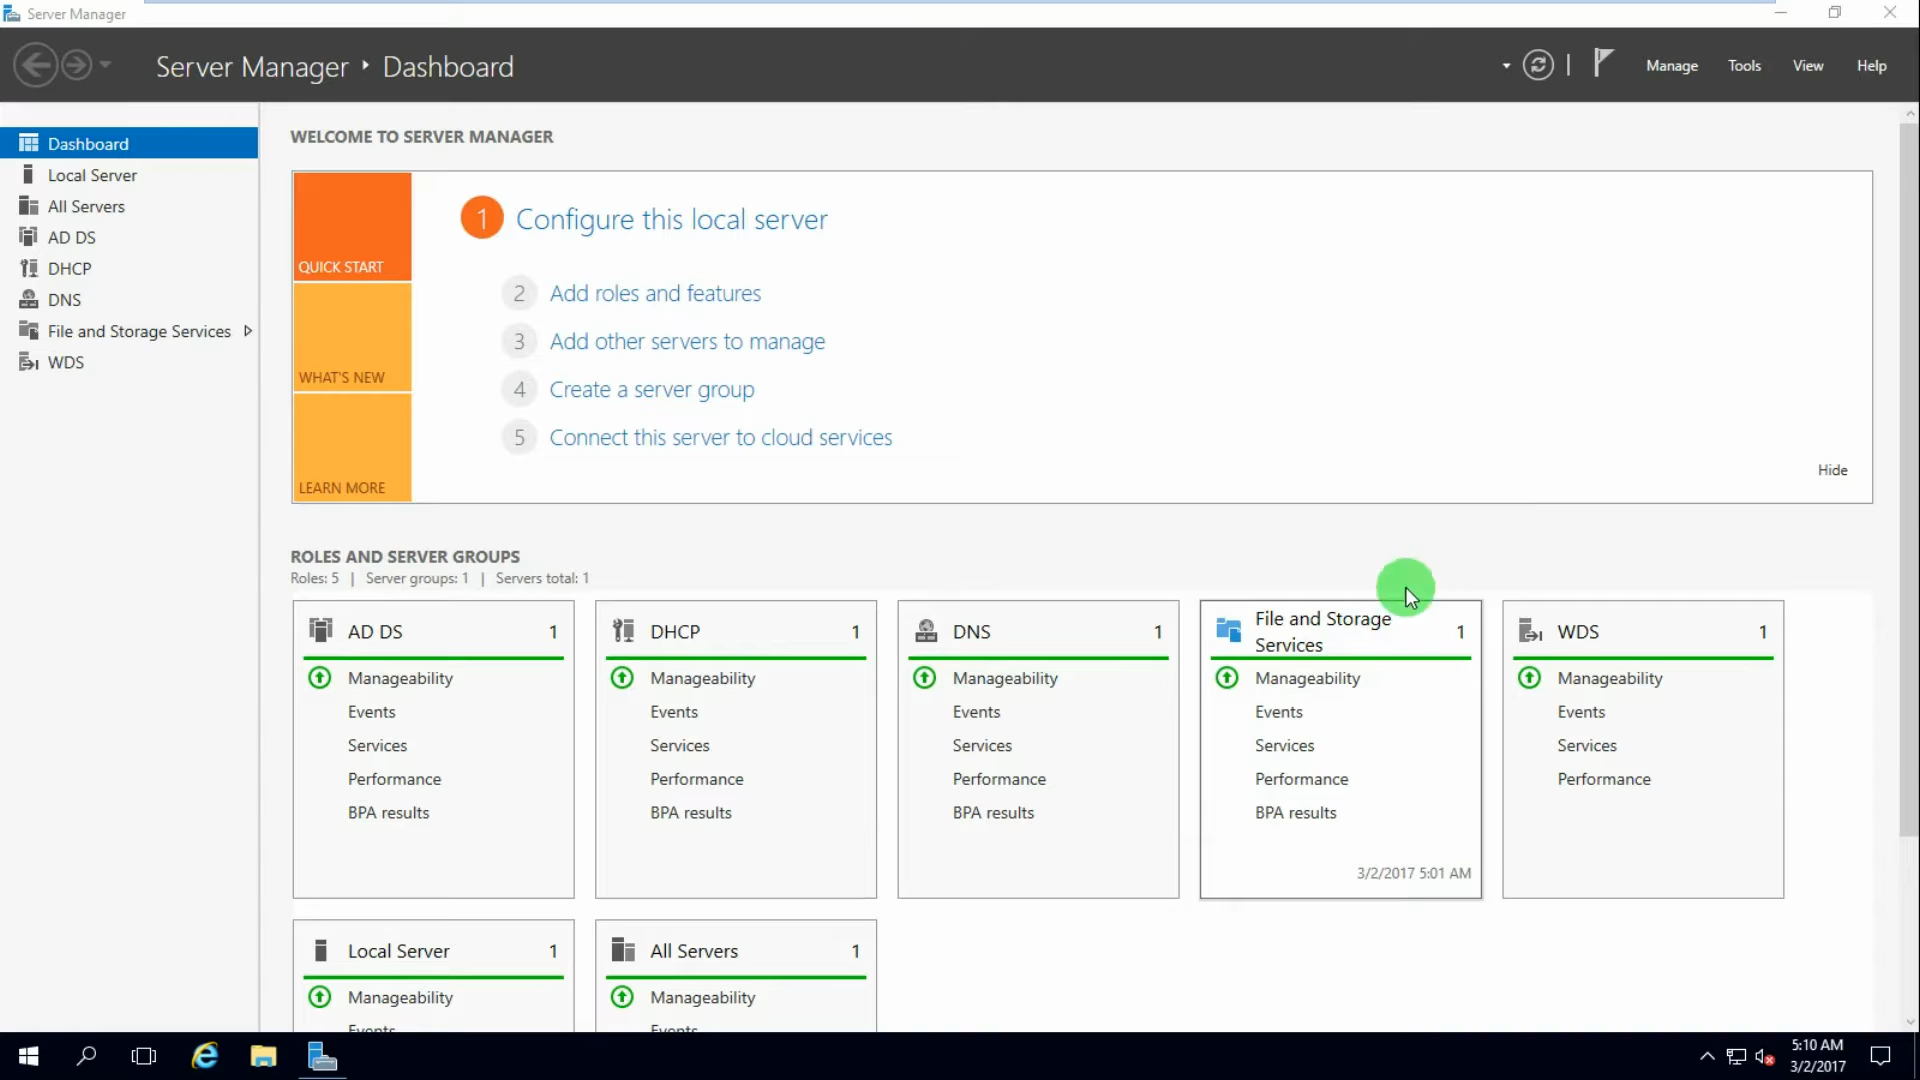 Server Manager
Server Manager ‣ Dashboard
Manage
Tools
View
Help
Dashboard
Local Server
All Servers
AD DS
DHCP
DNS
File and Storage Services
WDS
WELCOME TO SERVER MANAGER
QUICK START
WHAT'S NEW
LEARN MORE
1 Configure this local server
2 Add roles and features
3 Add other servers to manage
4 Create a server group
5 Connect this server to cloud services
Hide
ROLES AND SERVER GROUPS
Roles: 5 | Server groups: 1 | Servers total: 1
AD DS 1
Manageability
Events
Services
Performance
BPA results
DHCP 1
Manageability
Events
Services
Performance
BPA results
DNS 1
Manageability
Events
Services
Performance
BPA results
File and Storage
Services 1
Manageability
Events
Services
Performance
BPA results
3/2/2017 5:01 AM
WDS 1
Manageability
Events
Services
Performance
Local Server 1
Manageability
Events
All Servers 1
Manageability
Events
5:10 AM
3/2/2017